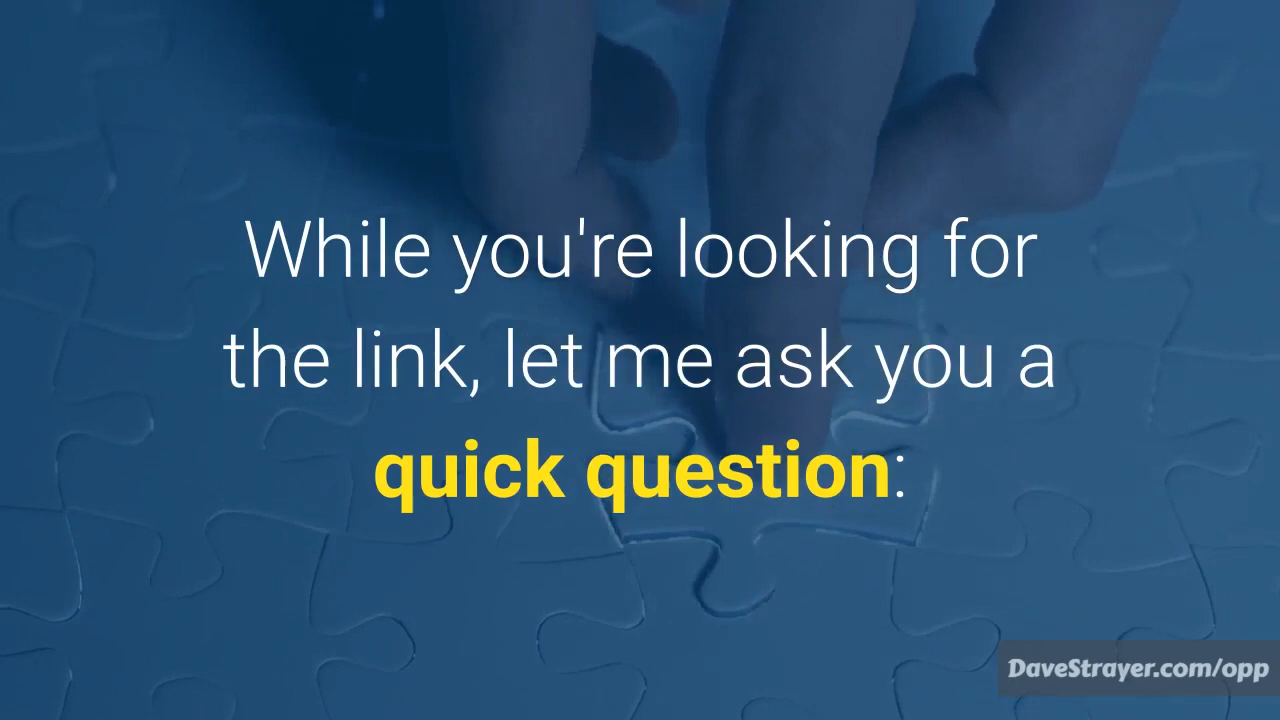 While you're looking for
the link, let me ask you a
quick question:
DaveStrayer.com/opp